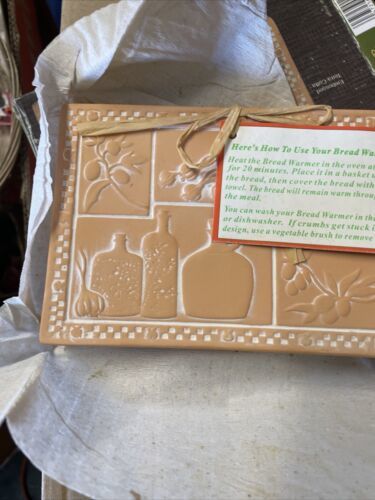 Embossed
Terra Cotta
Here's How To Use Your Bread Wa
Heat the Bread Warmer in the oven at
for 20 minutes. Place it in a basket u
the bread, then cover the bread with
towel. The bread will remain warm throu
the meal.
You can wash your Bread Warmer in the
or dishwasher. If crumbs get stuck i
design, use a vegetable brush to remove